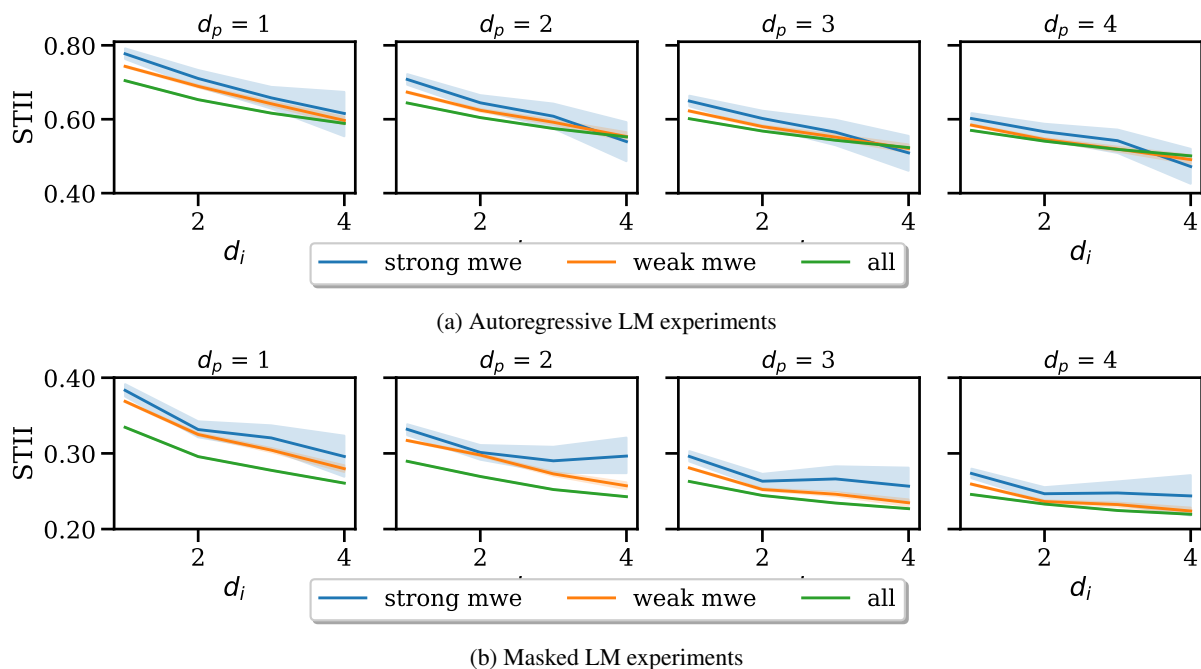 d_p = 1 d_p = 2 d_p = 3 d_p = 4
STII
0.80
0.60
0.40
2 4 2 4 2 4 2 4
d_i d_i
strong mwe weak mwe all
(a) Autoregressive LM experiments
d_p = 1 d_p = 2 d_p = 3 d_p = 4
STII
0.40
0.30
0.20
2 4 2 4 2 4 2 4
d_i d_i
strong mwe weak mwe all
(b) Masked LM experiments